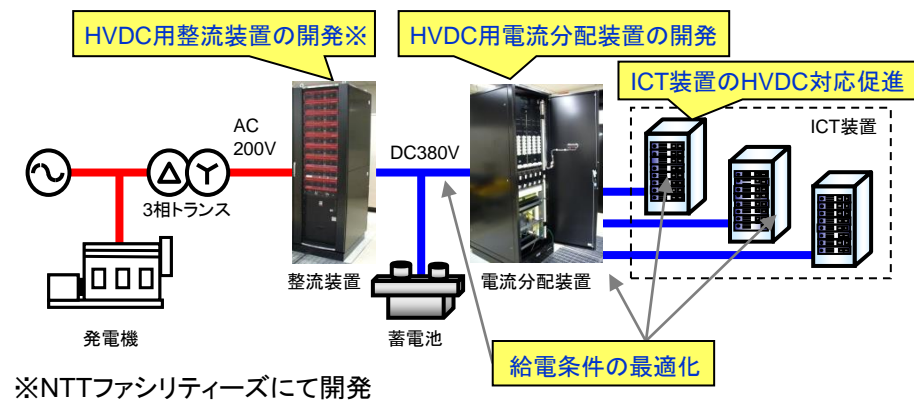 HVDC用整流装置の開発※
HVDC用電流分配装置の開発
ICT装置のHVDC対応促進
ICT装置
AC
200V
DC380V
3相トランス
整流装置
電流分配装置
発電機
蓄電池
給電条件の最適化
※NTTファシリティーズにて開発